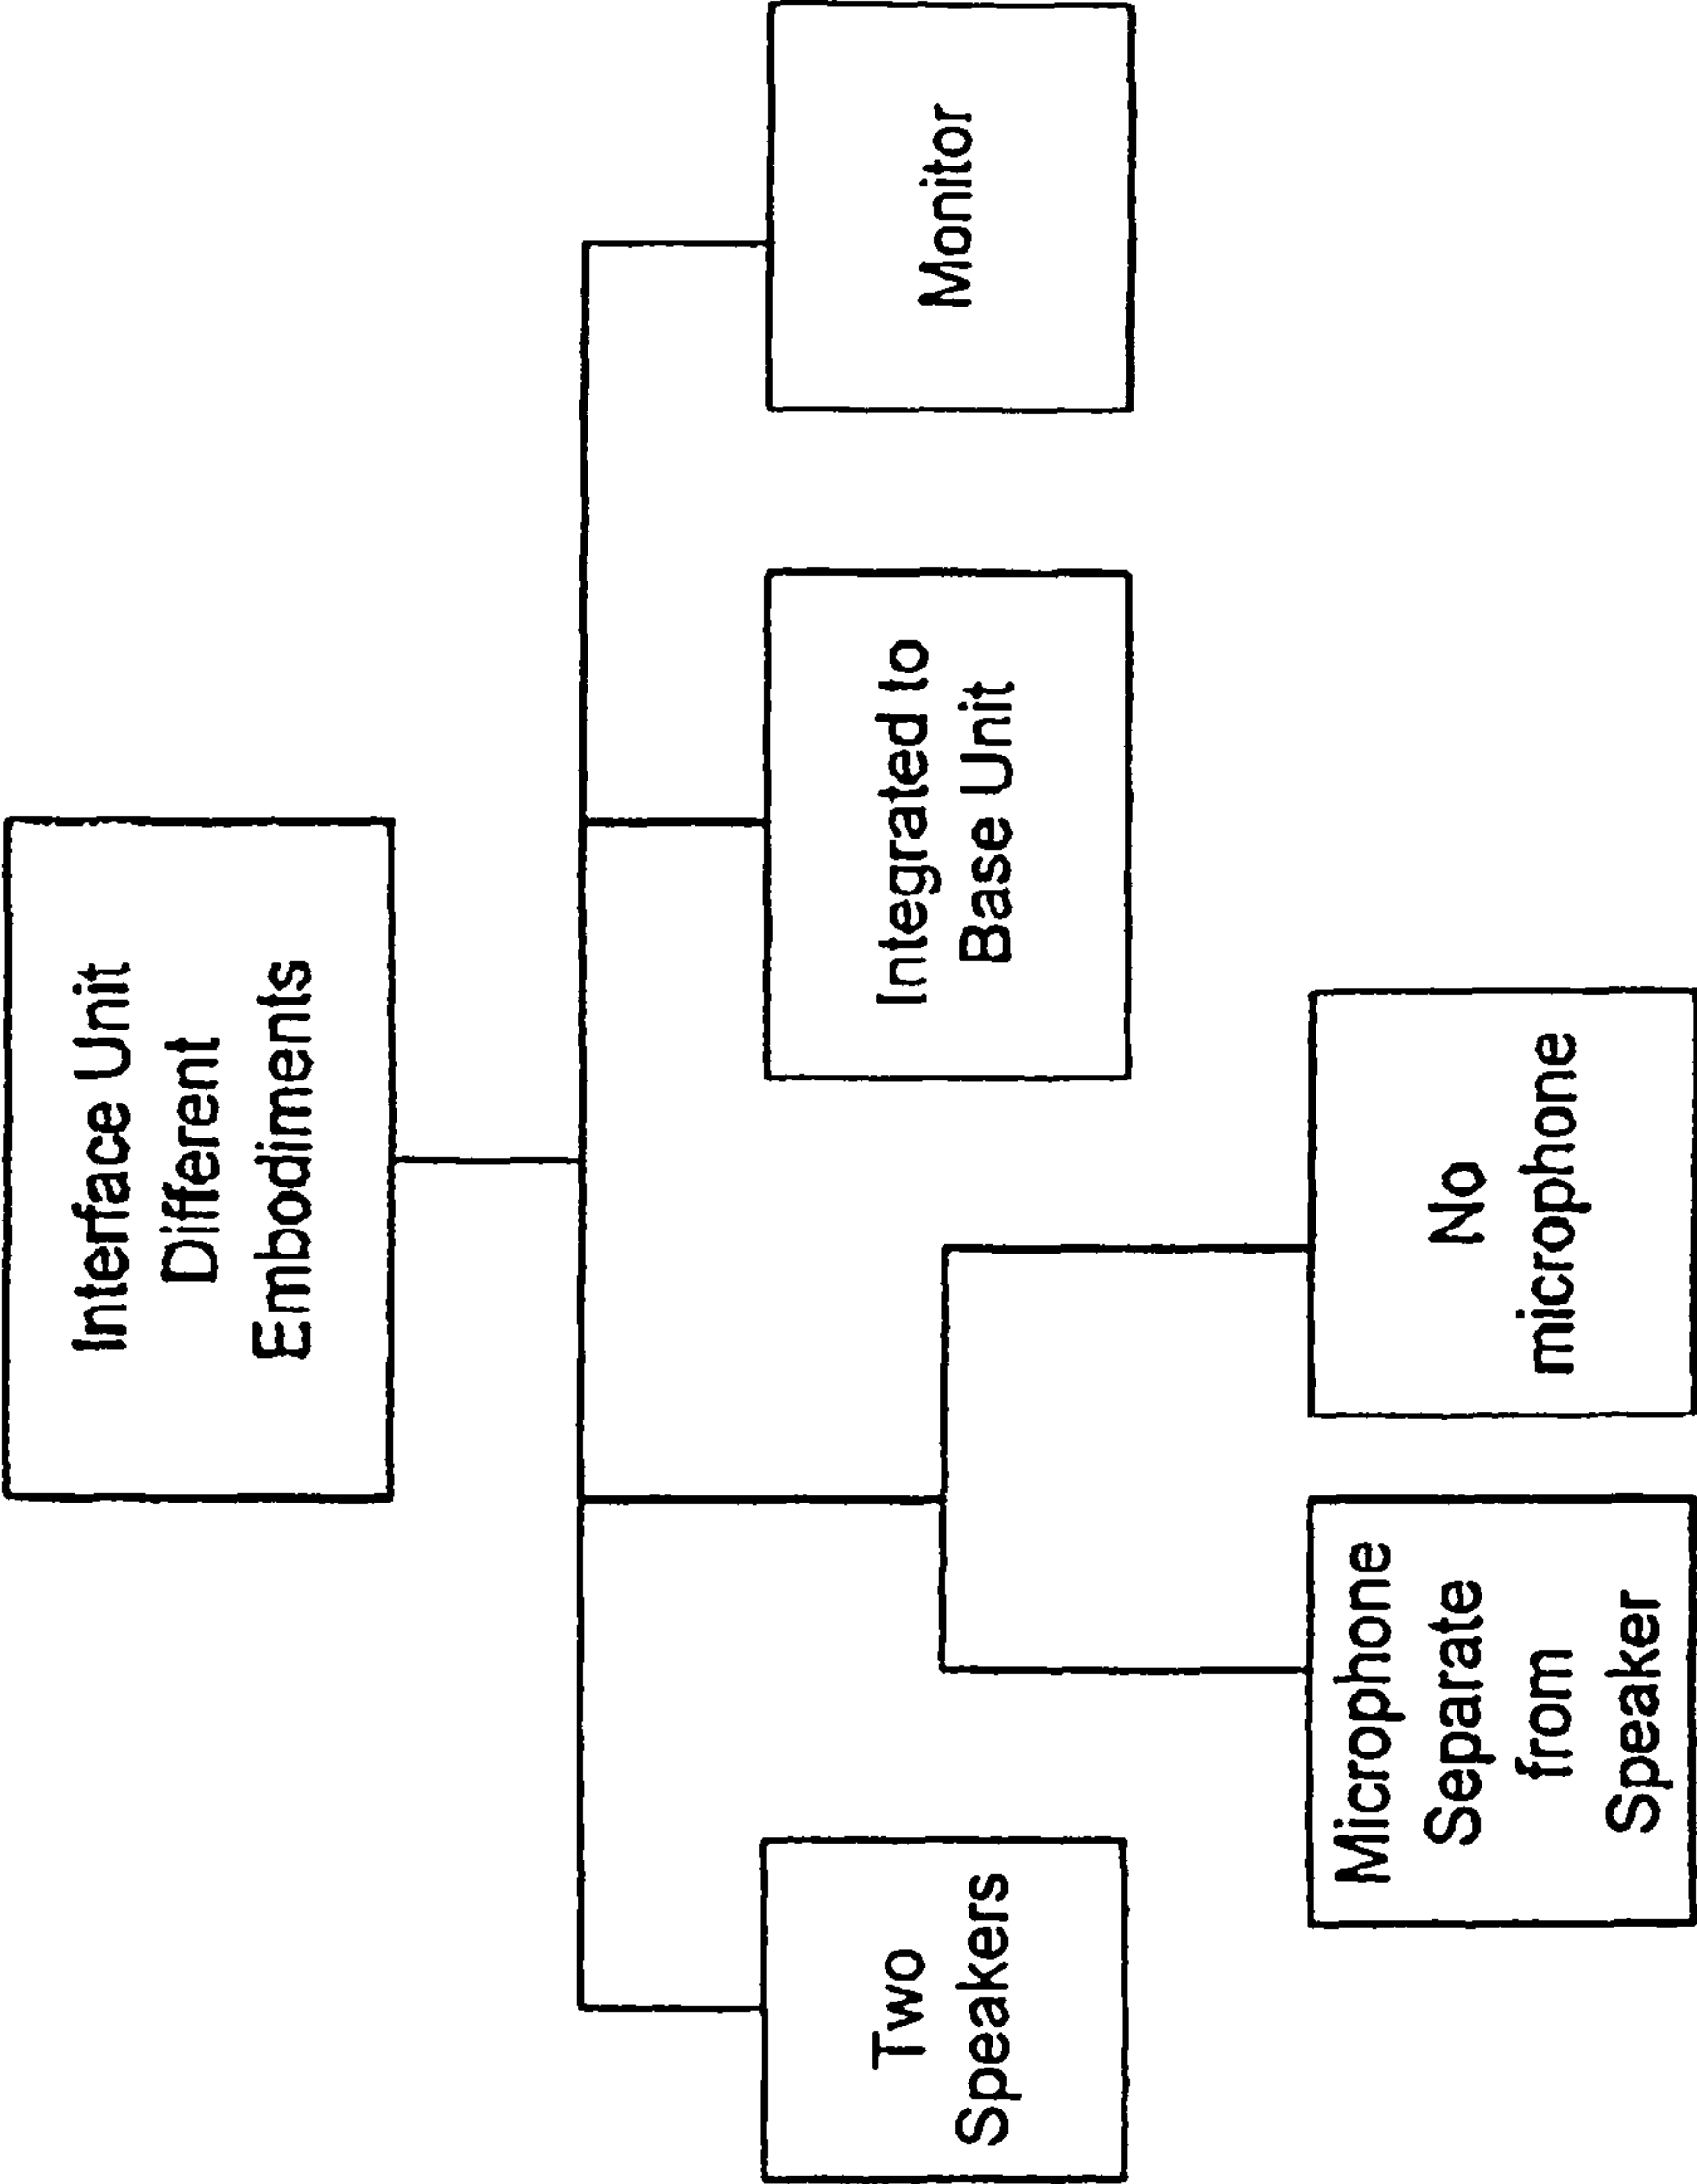 Interface Unit
Different
Embodiments
Two
Speakers
Integrated to
Base Unit
Monitor
Microphone
Separate
from
Speaker
No
microphone